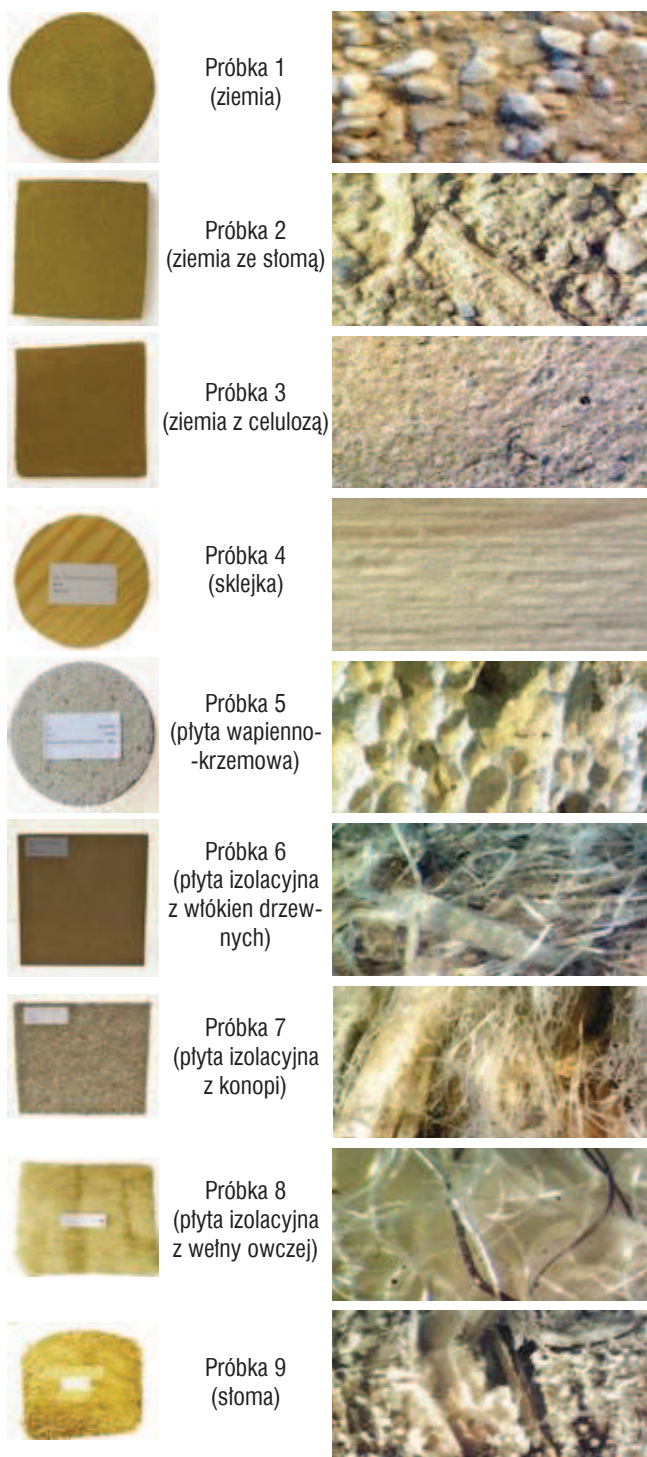 Próbka 1
(ziemia)
Próbka 2
(ziemia ze słomą)
Próbka 3
(ziemia z celulozą)
Próbka 4
(sklejka)
Próbka 5
(płyta wapienno-
-krzemowa)
Próbka 6
(płyta izolacyjna
z włókien drzew-
nych)
Próbka 7
(płyta izolacyjna
z konopi)
Próbka 8
(płyta izolacyjna
z wełny owczej)
Próbka 9
(słoma)